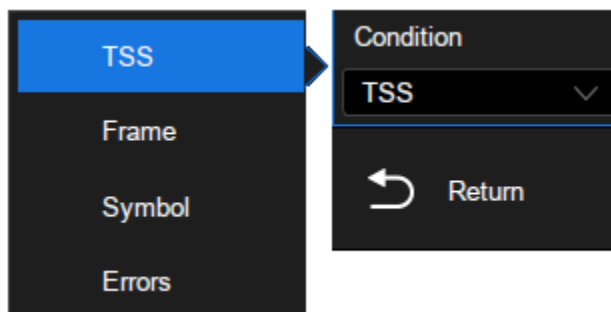 TSS
Frame
Symbol
Errors
Condition
TSS
Return